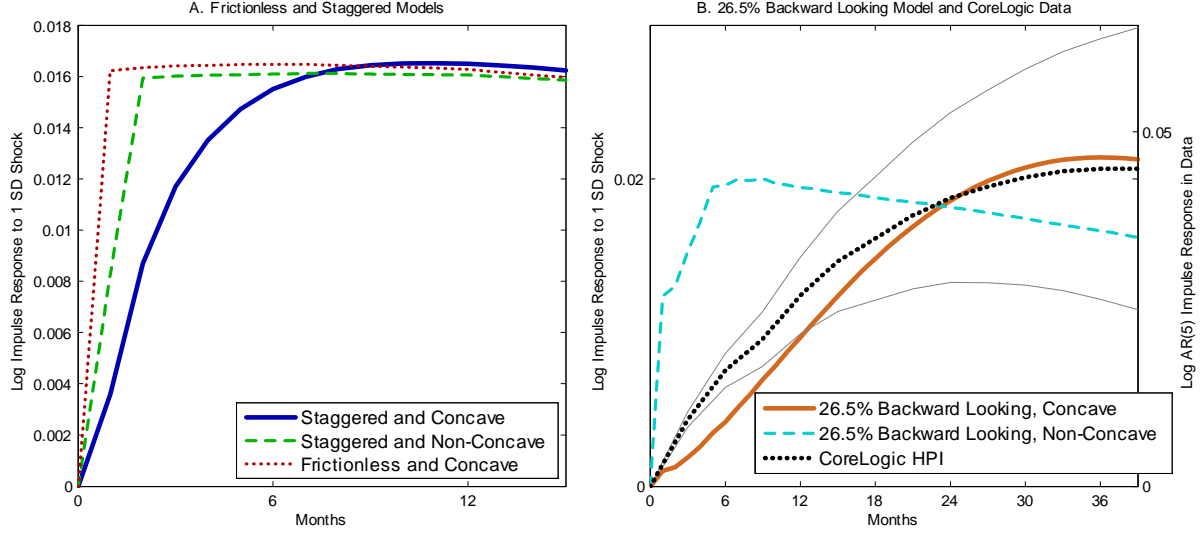 A. Frictionless and Staggered Models
0.018
0.016
0.014
0.012
0.01
0.008
0.006
0.004
0.002
0
Log Impulse Response to 1 SD Shock
Staggered and Concave
Staggered and Non-Concave
Frictionless and Concave
0
6
12
Months
B. 26.5% Backward Looking Model and CoreLogic Data
0.02
0
Log Impulse Response to 1 SD Shock
0.05
0
Log AR(5) Impulse Response in Data
26.5% Backward Looking, Concave
26.5% Backward Looking, Non-Concave
CoreLogic HPI
0
6
12
18
24
30
36
Months